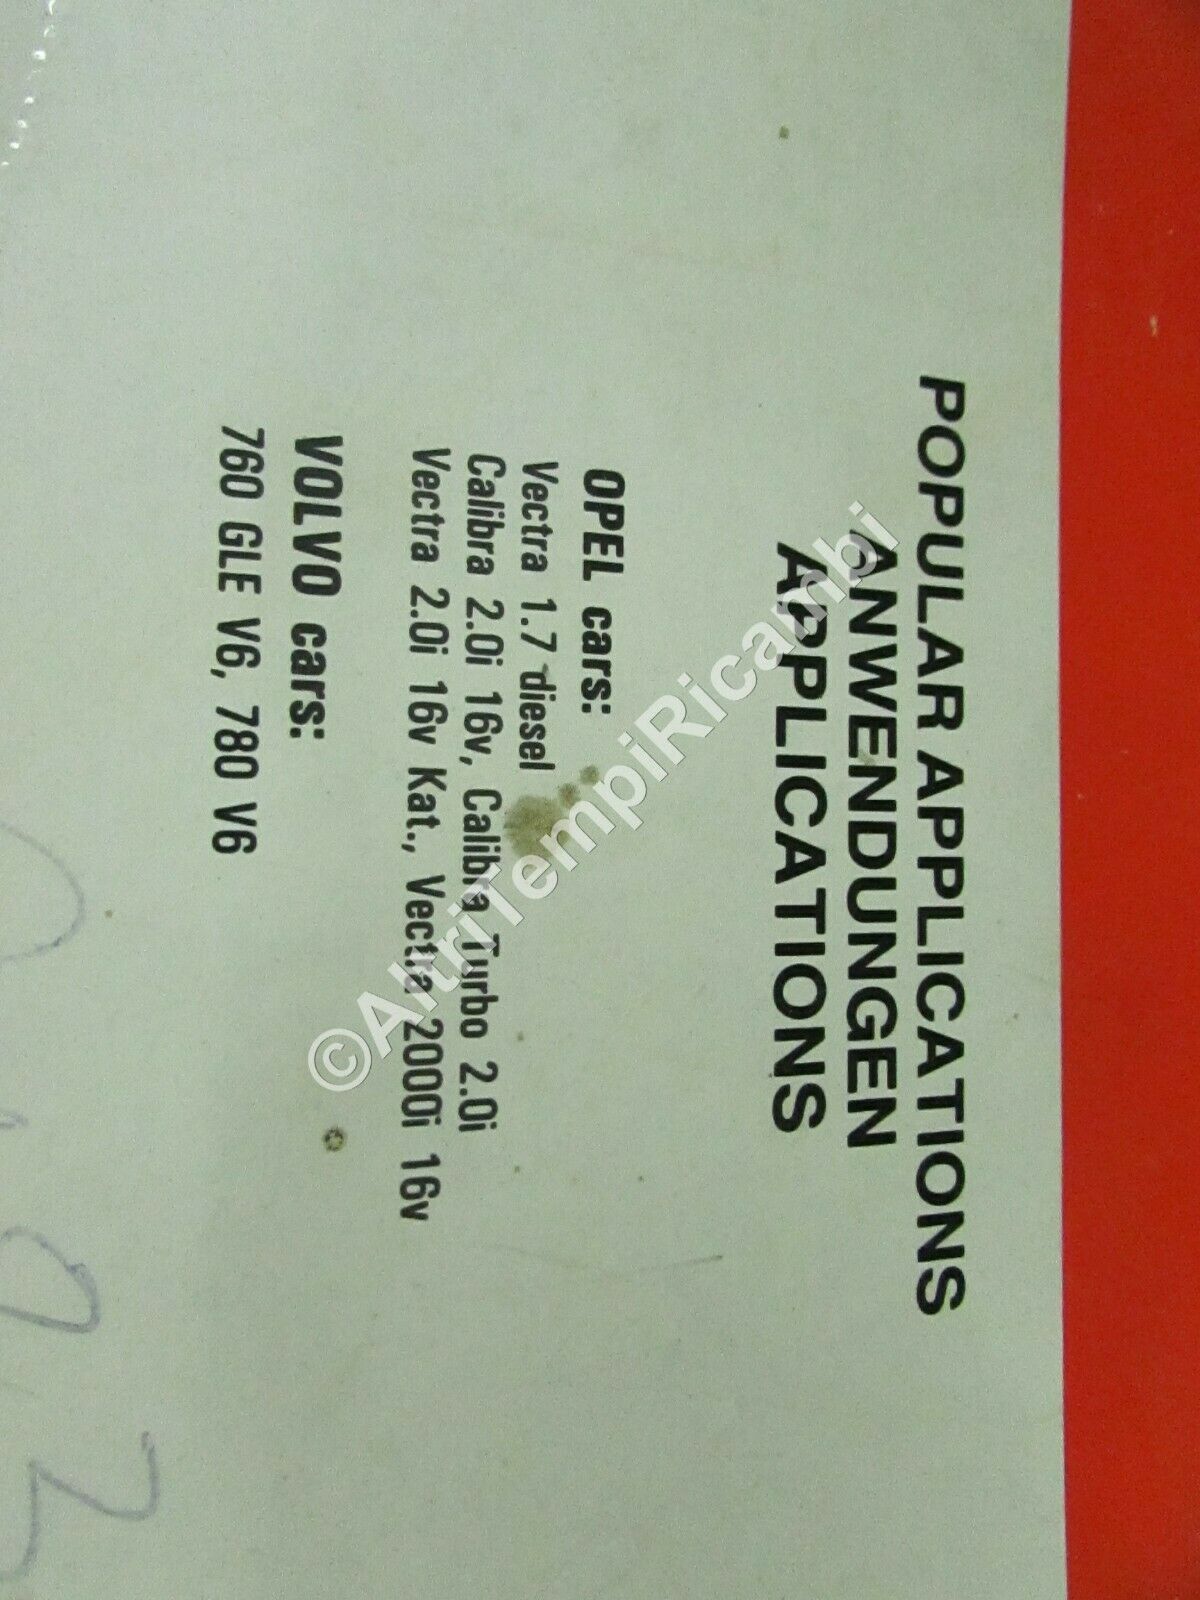 POPULAR APPLICATIONS
ANWENDUNGEN
APPLICATIONS
OPEL cars:
Vectra 1.7 diesel
Calibra 2.0i 16v, Calibra Turbo 2.0i
Vectra 2.0i 16v Kat., Vectra 2000i 16v
VOLVO cars:
760 GLE V6, 780 V6
©AltriTempiRicambi